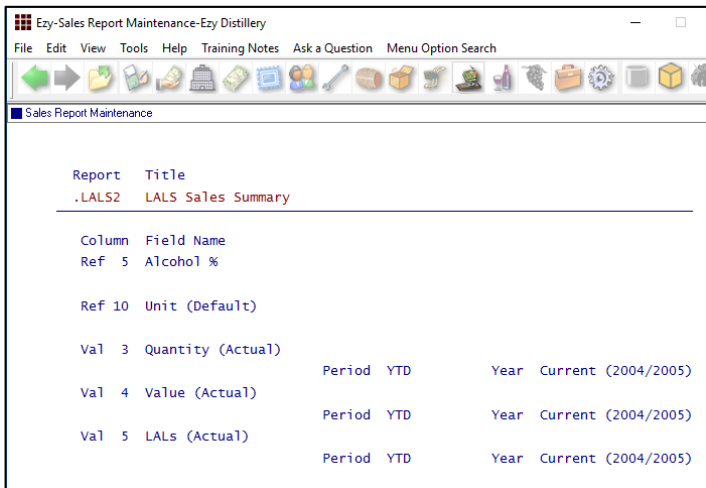 Ezy-Sales Report Maintenance-Ezy Distillery
File Edit View Tools Help Training Notes Ask a Question Menu Option Search
Sales Report Maintenance
Report Title
.LALS2 LALS Sales Summary
Column Field Name
Ref 5 Alcohol %
Ref 10 Unit (Default)
Val 3 Quantity (Actual)
Period YTD Year Current (2004/2005)
Val 4 Value (Actual)
Period YTD Year Current (2004/2005)
Val 5 LALs (Actual)
Period YTD Year Current (2004/2005)